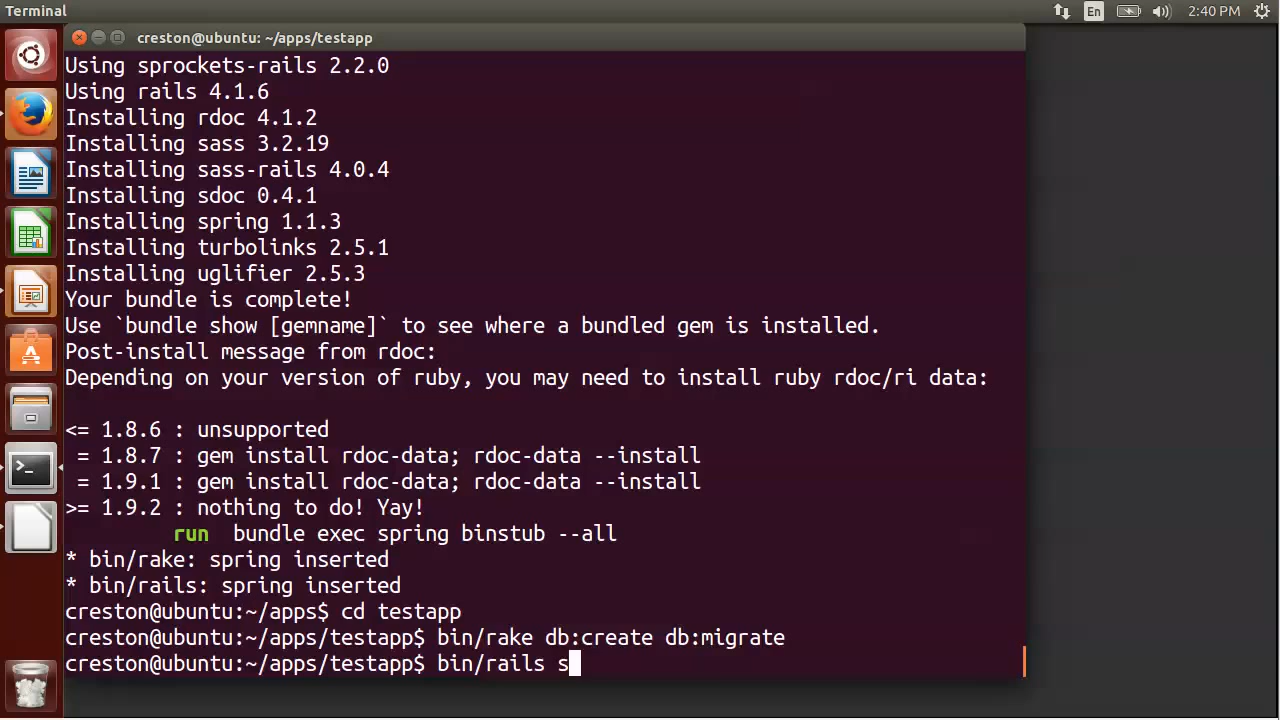 Terminal
En
2:40 PM
creston@ubuntu: ~/apps/testapp
Using sprockets-rails 2.2.0
Using rails 4.1.6
Installing rdoc 4.1.2
Installing sass 3.2.19
Installing sass-rails 4.0.4
Installing sdoc 0.4.1
Installing spring 1.1.3
Installing turbolinks 2.5.1
Installing uglifier 2.5.3
Your bundle is complete!
Use `bundle show [gemname]` to see where a bundled gem is installed.
Post-install message from rdoc:
Depending on your version of ruby, you may need to install ruby rdoc/ri data:
<= 1.8.6 : unsupported
= 1.8.7 : gem install rdoc-data; rdoc-data --install
= 1.9.1 : gem install rdoc-data; rdoc-data --install
>= 1.9.2 : nothing to do! Yay!
run  bundle exec spring binstub --all
* bin/rake: spring inserted
* bin/rails: spring inserted
creston@ubuntu:~/apps$ cd testapp
creston@ubuntu:~/apps/testapp$ bin/rake db:create db:migrate
creston@ubuntu:~/apps/testapp$ bin/rails s